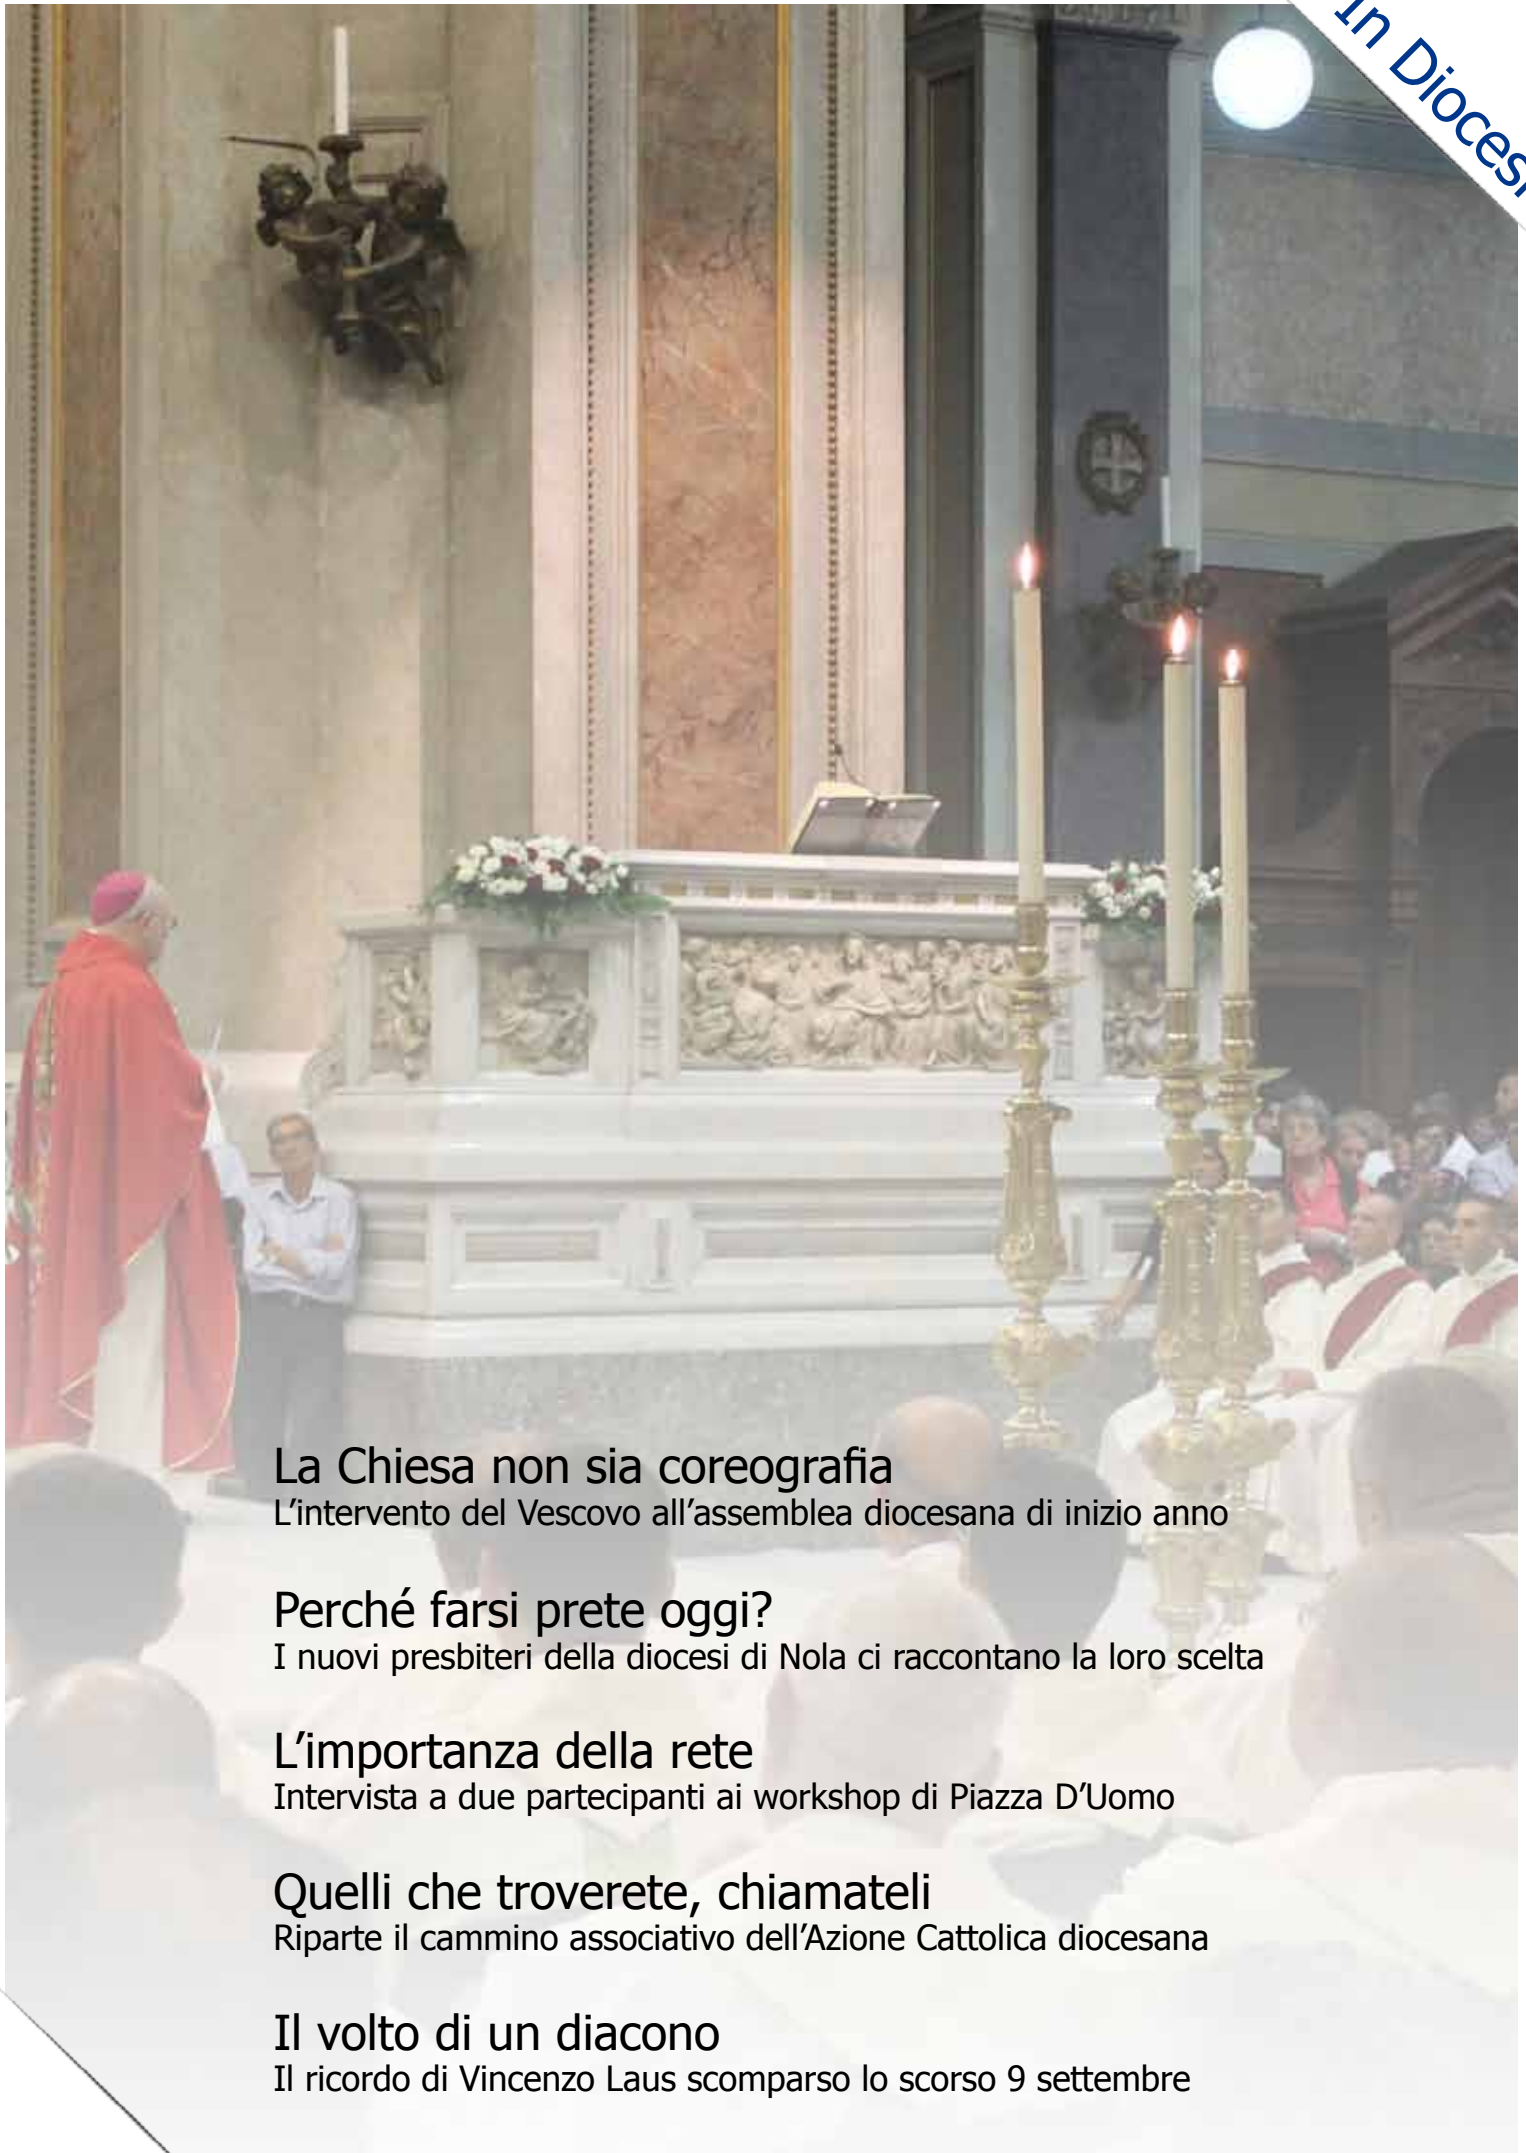 In Diocesi
La Chiesa non sia coreografia
L'intervento del Vescovo all'assemblea diocesana di inizio anno
Perché farsi prete oggi?
I nuovi presbiteri della diocesi di Nola ci raccontano la loro scelta
L'importanza della rete
Intervista a due partecipanti ai workshop di Piazza D'Uomo
Quelli che troverete, chiamateli
Riparte il cammino associativo dell'Azione Cattolica diocesana
Il volto di un diacono
Il ricordo di Vincenzo Laus scomparso lo scorso 9 settembre